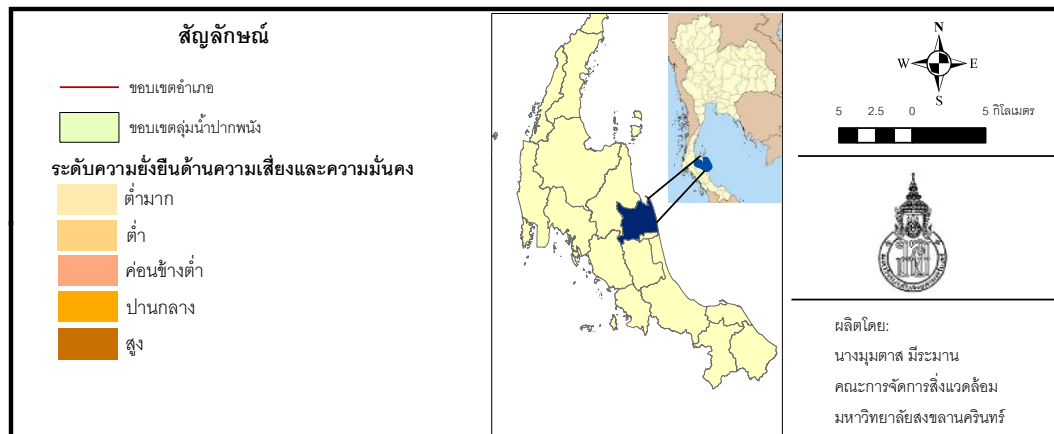 สัญลักษณ์
ขอบเขตอำเภอ
ขอบเขตลุ่มน้ำปากพนัง
ระดับความยั่งยืนด้านความเสี่ยงและความมั่นคง
ต่ำมาก
ต่ำ
ค่อนข้างต่ำ
ปานกลาง
สูง
N
W E
S
5 2.5 0 5 กิโลเมตร
ผลิตโดย:
นางมุมตาส มีระมาน
คณะการจัดการสิ่งแวดล้อม
มหาวิทยาลัยสงขลานครินทร์